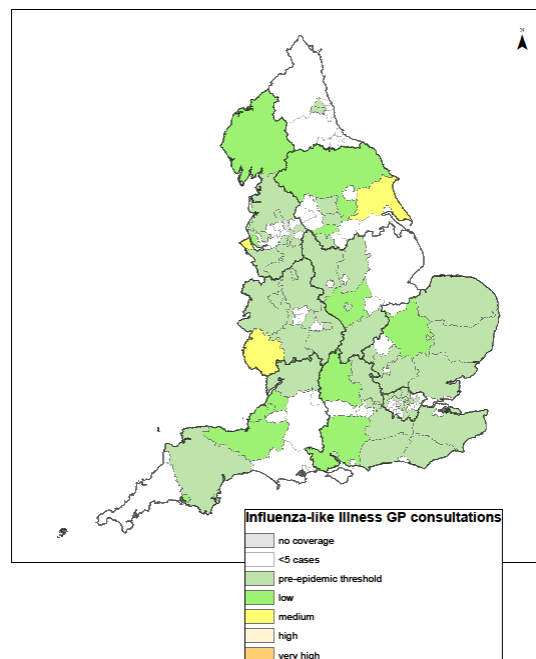 N
Influenza-like Illness GP consultations
no coverage
<5 cases
pre-epidemic threshold
low
medium
high
very high